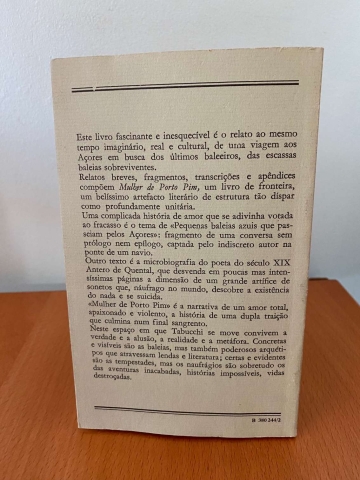 Este livro fascinante e inesquecível é o relato ao mesmo
tempo imaginário, real e cultural, de uma viagem aos
Açores em busca dos últimos baleeiros, das escassas
baleias sobreviventes.
Relatos breves, fragmentos, transcrições e apêndices
compõem Mulher de Porto Pim, um livro de fronteira,
um belíssimo artefacto literário de estrutura tão díspar
como profundamente unitária.
Uma complicada história de amor que se adivinha votada
ao fracasso é o tema de «Pequenas baleias azuis que pas-
seiam pelos Açores»: fragmento de uma conversa sem
prólogo nem epílogo, captada pelo indiscreto autor na
ponte de um navio.
Outro texto é a microbiografia do poeta do século XIX
Antero de Quental, que desvenda em poucas mas inten-
síssimas páginas a dimensão de um grande artífice de
sonetos que, náufrago no mundo, descobre a existência
do nada e se suicida.
«Mulher de Porto Pim» é a narrativa de um amor total,
apaixonado e violento, a história de uma dupla traição
que culmina num final sangrento.
Neste espaço em que Tabucchi se move convivem a
verdade e a alusão, a realidade e a metáfora. Concretas
e visíveis são as baleias, mas também poderosos arquéti-
pos que atravessam lendas e literatura; certas e evidentes
são as tempestades, mas os naufrágios são sobretudo os
das aventuras inacabadas, histórias impossíveis, vidas
destroçadas.